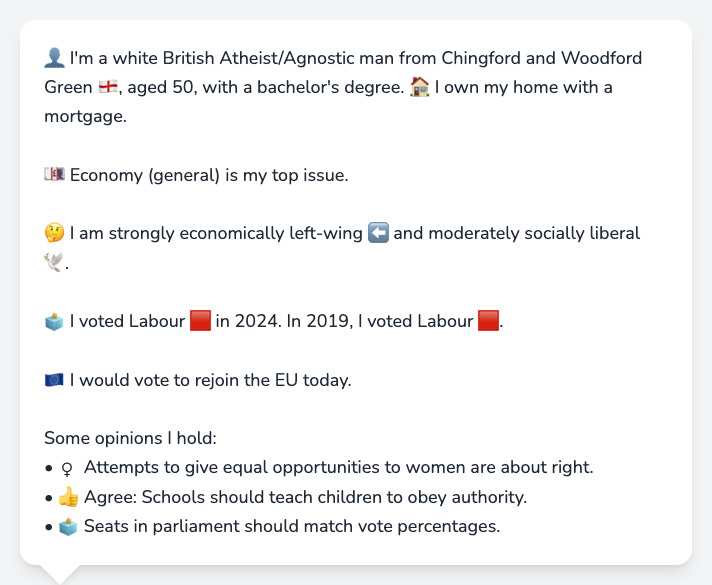 👤 I'm a white British Atheist/Agnostic man from Chingford and Woodford
Green 🏴󠁧󠁢󠁥󠁮󠁧󠁿, aged 50, with a bachelor's degree. 🏠 I own my home with a
mortgage.
💷 Economy (general) is my top issue.
🤔 I am strongly economically left-wing ⬅️ and moderately socially liberal
🕊️.
🗳️ I voted Labour 🟥 in 2024. In 2019, I voted Labour 🟥.
🇪🇺 I would vote to rejoin the EU today.
Some opinions I hold:
• ♀ Attempts to give equal opportunities to women are about right.
• 👍 Agree: Schools should teach children to obey authority.
• 🗳️ Seats in parliament should match vote percentages.